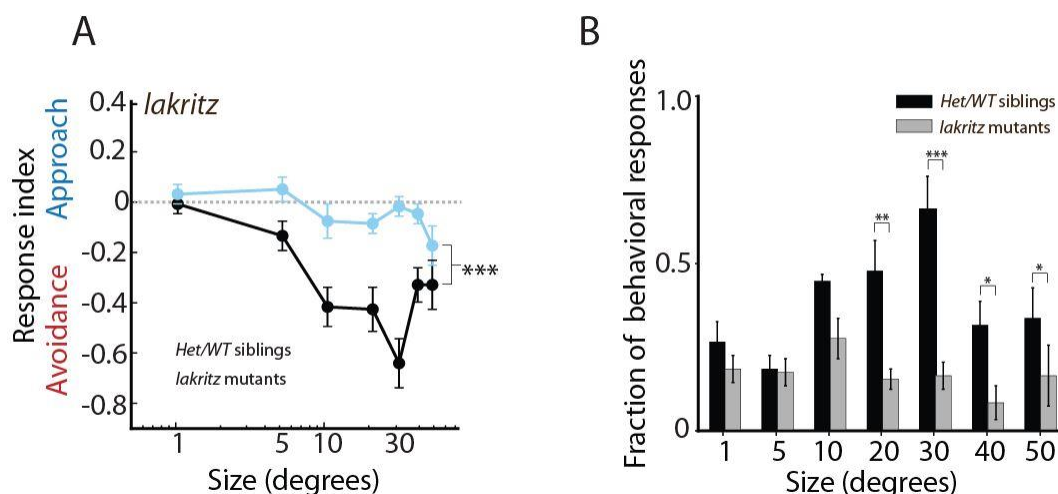 A
lakritz
Response index
Approach
Avoidance
0.4
0.2
0
-0.2
-0.4
-0.6
-0.8
***
Het/WT siblings
lakritz mutants
1 5 10 30
Size (degrees)
B
Fraction of behavioral responses
1.0
0.5
0
Het/WT siblings
lakritz mutants
***
**
*
*
1 5 10 20 30 40 50
Size (degrees)